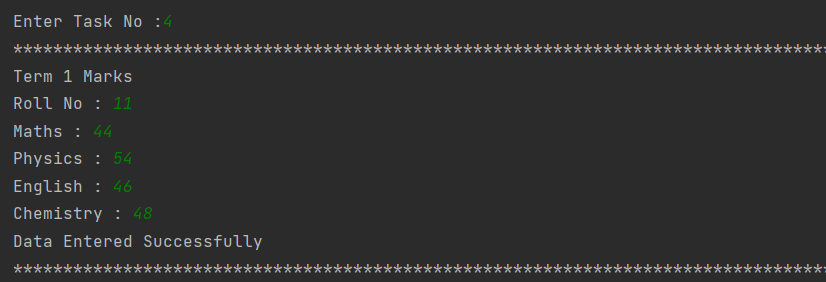 Enter Task No :4
**********************************************************************************
Term 1 Marks
Roll No : 11
Maths : 44
Physics : 54
English : 46
Chemistry : 48
Data Entered Successfully
**********************************************************************************